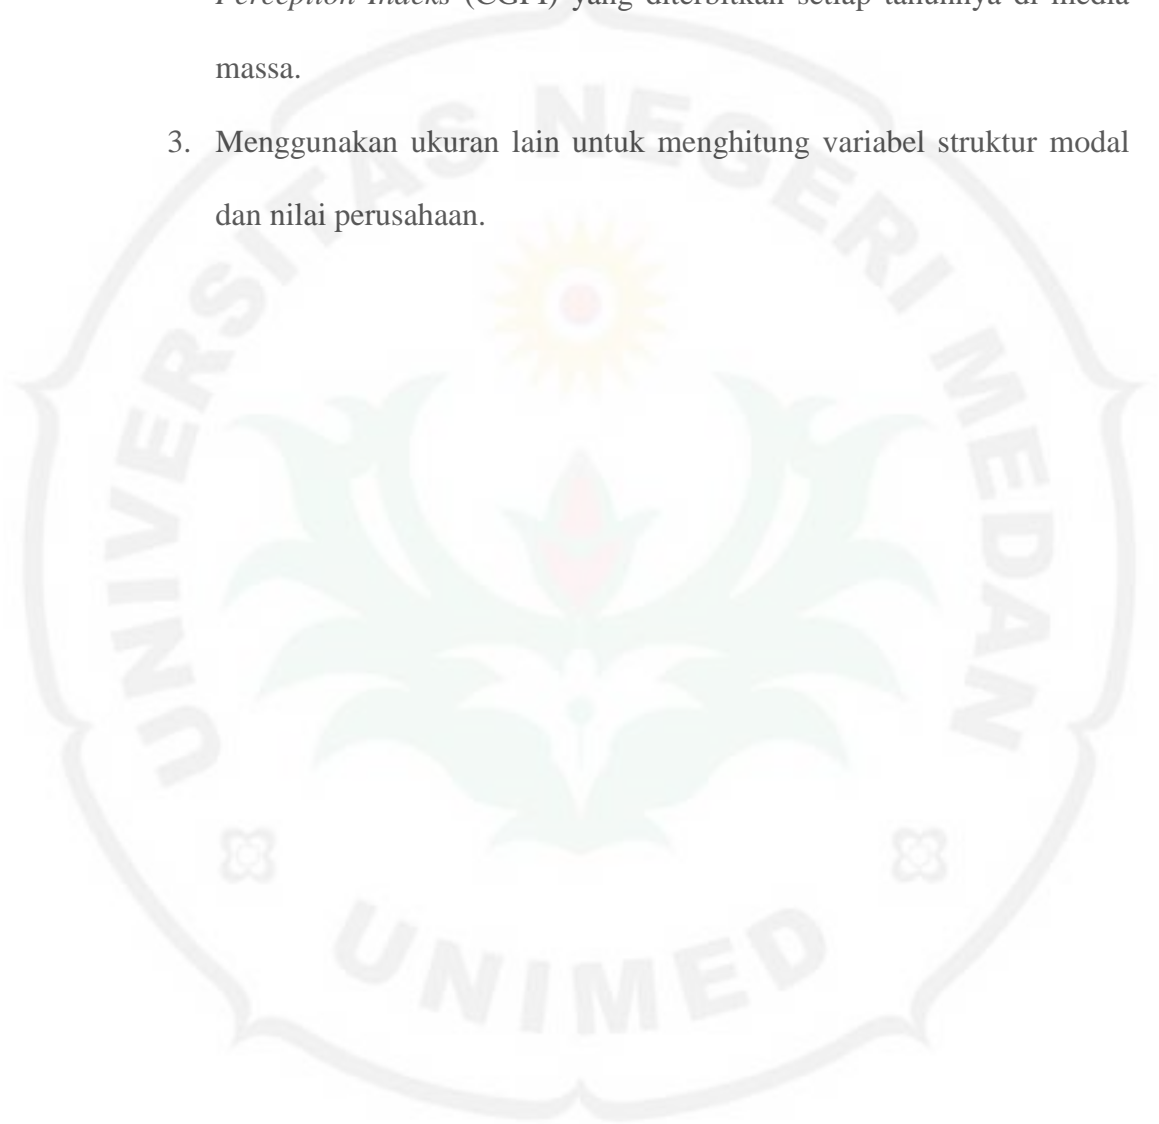 Perception Indeks (CGPI) yang diterbitkan setiap tahunnya di media
massa.
3. Menggunakan ukuran lain untuk menghitung variabel struktur modal
dan nilai perusahaan.
UNIVERSITAS NEGERI MEDAN
UNIMED